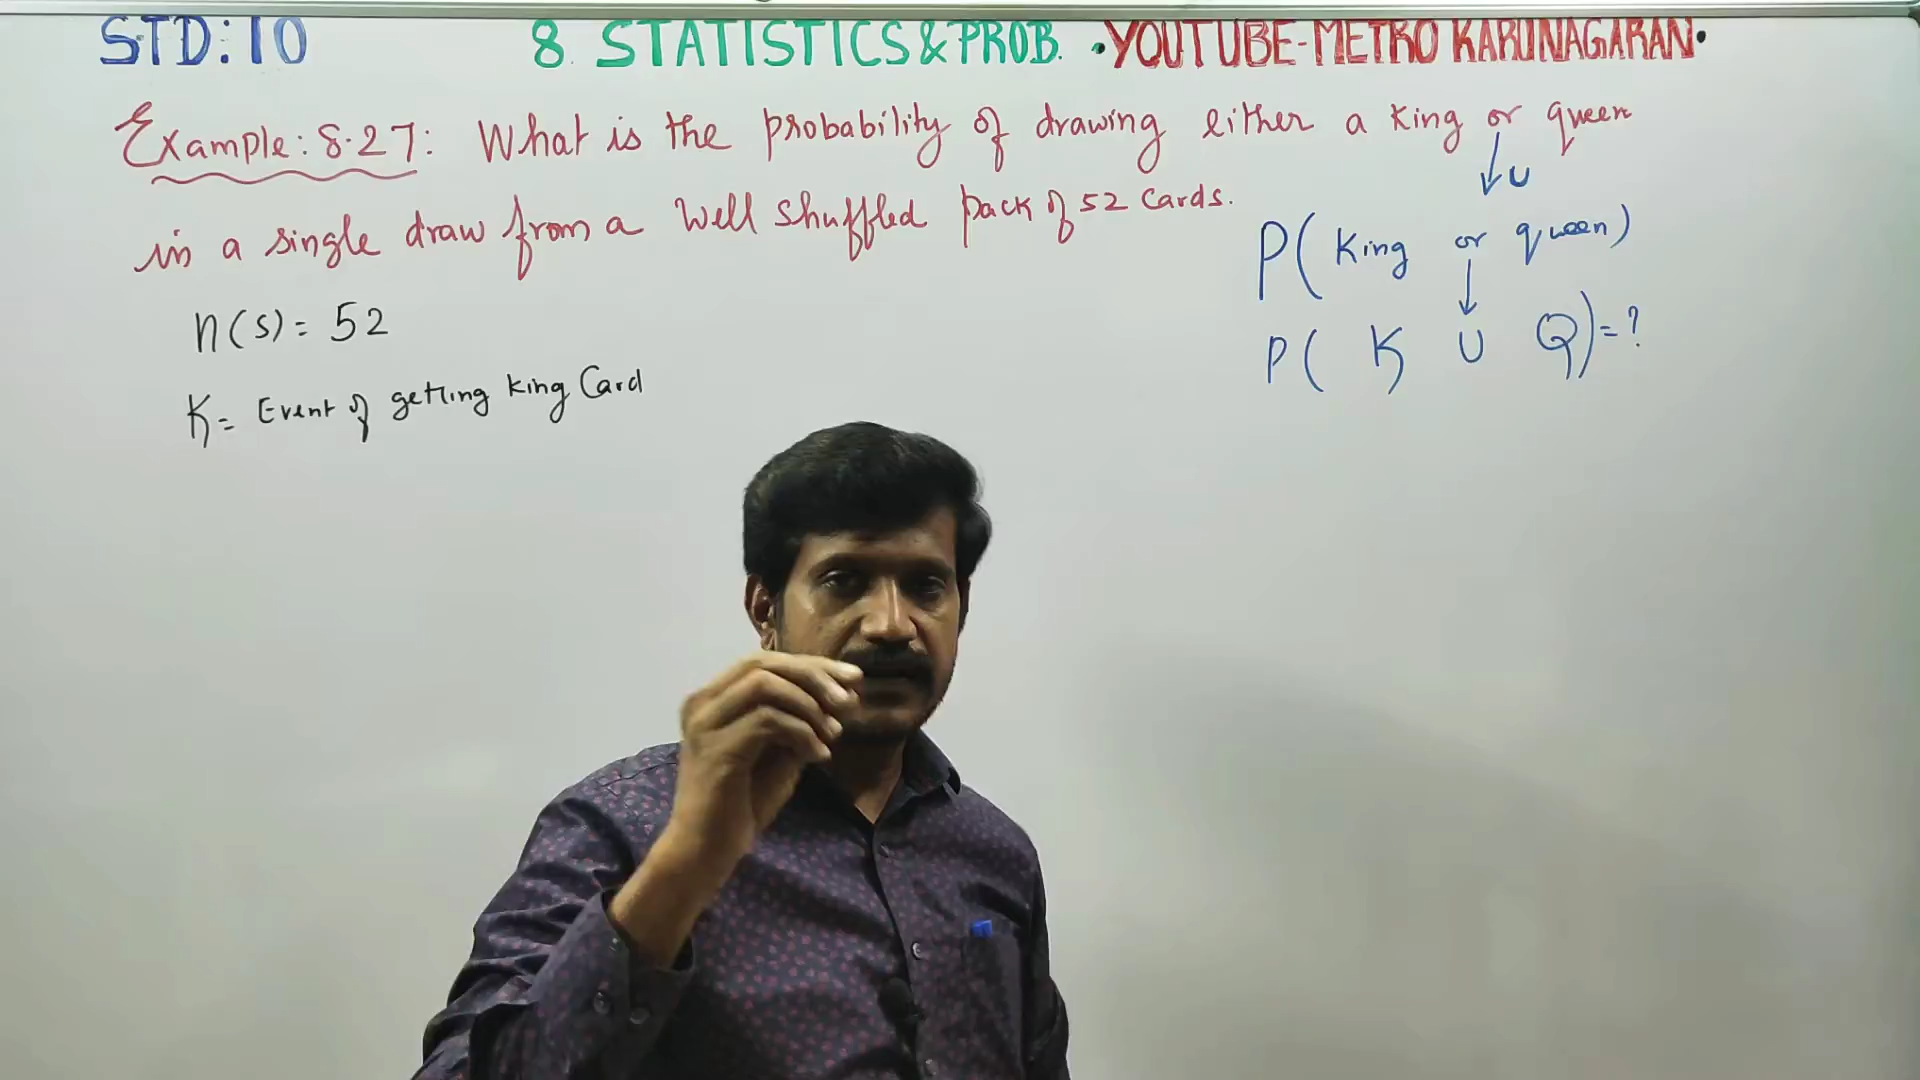 STD:10 8. STATISTICS & PROB. •YOUTUBE-METRO KARUNAGARAN•
Example: 8.27: What is the probability of drawing either a king or queen
in a single draw from a well shuffled pack of 52 cards.
↓ U
P( King or queen)
↓
P( K U Q)=?
n(s)= 52
K= Event of getting king Card